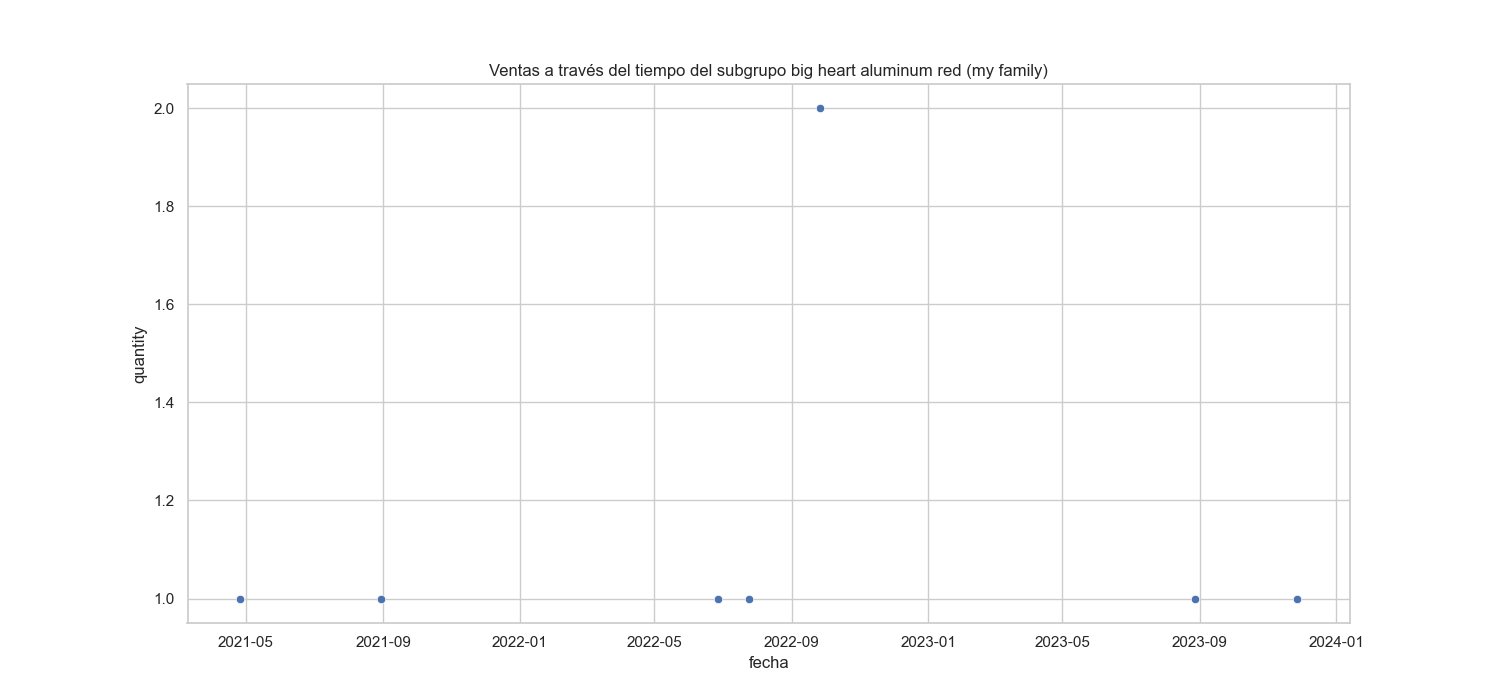 Ventas a través del tiempo del subgrupo big heart aluminum red (my family)
2.0
1.8
1.6
1.4
1.2
1.0
quantity
2021-05 2021-09 2022-01 2022-05 2022-09 2023-01 2023-05 2023-09 2024-01
fecha